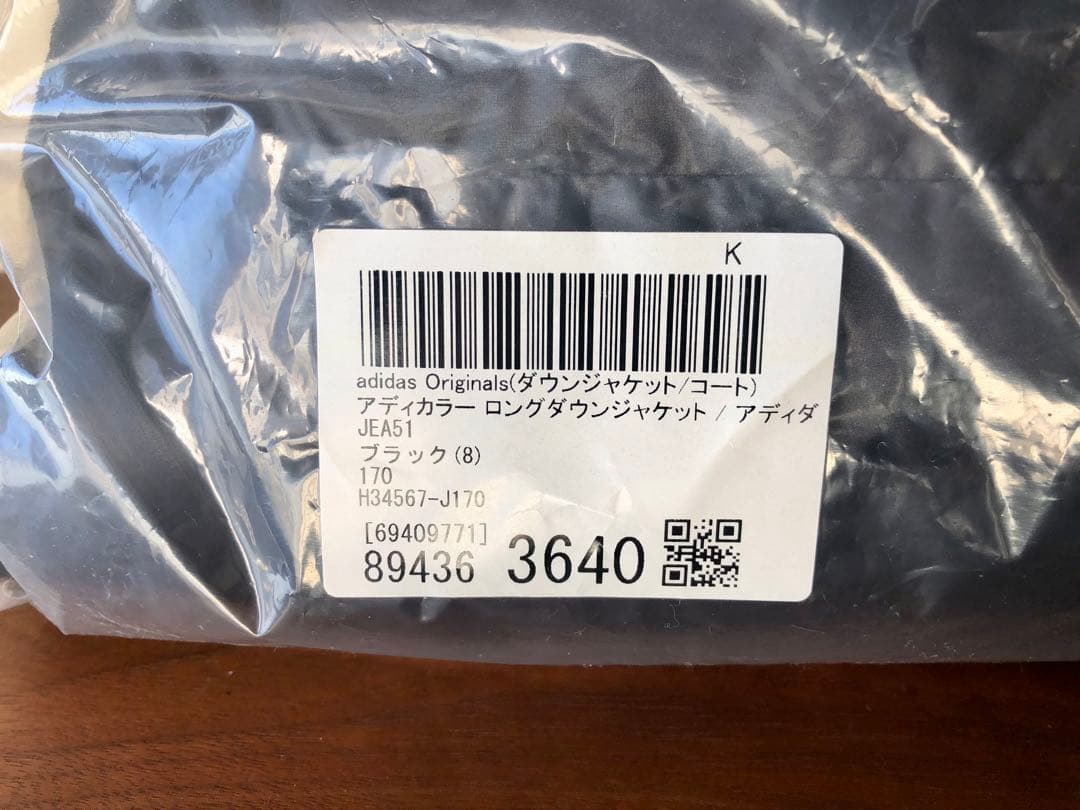 K
adidas Originals(ダウンジャケット/コート)
アディカラー ロングダウンジャケット / アディダ
JEA51
ブラック(8)
170
H34567-J170
[69409771]
89436 3640